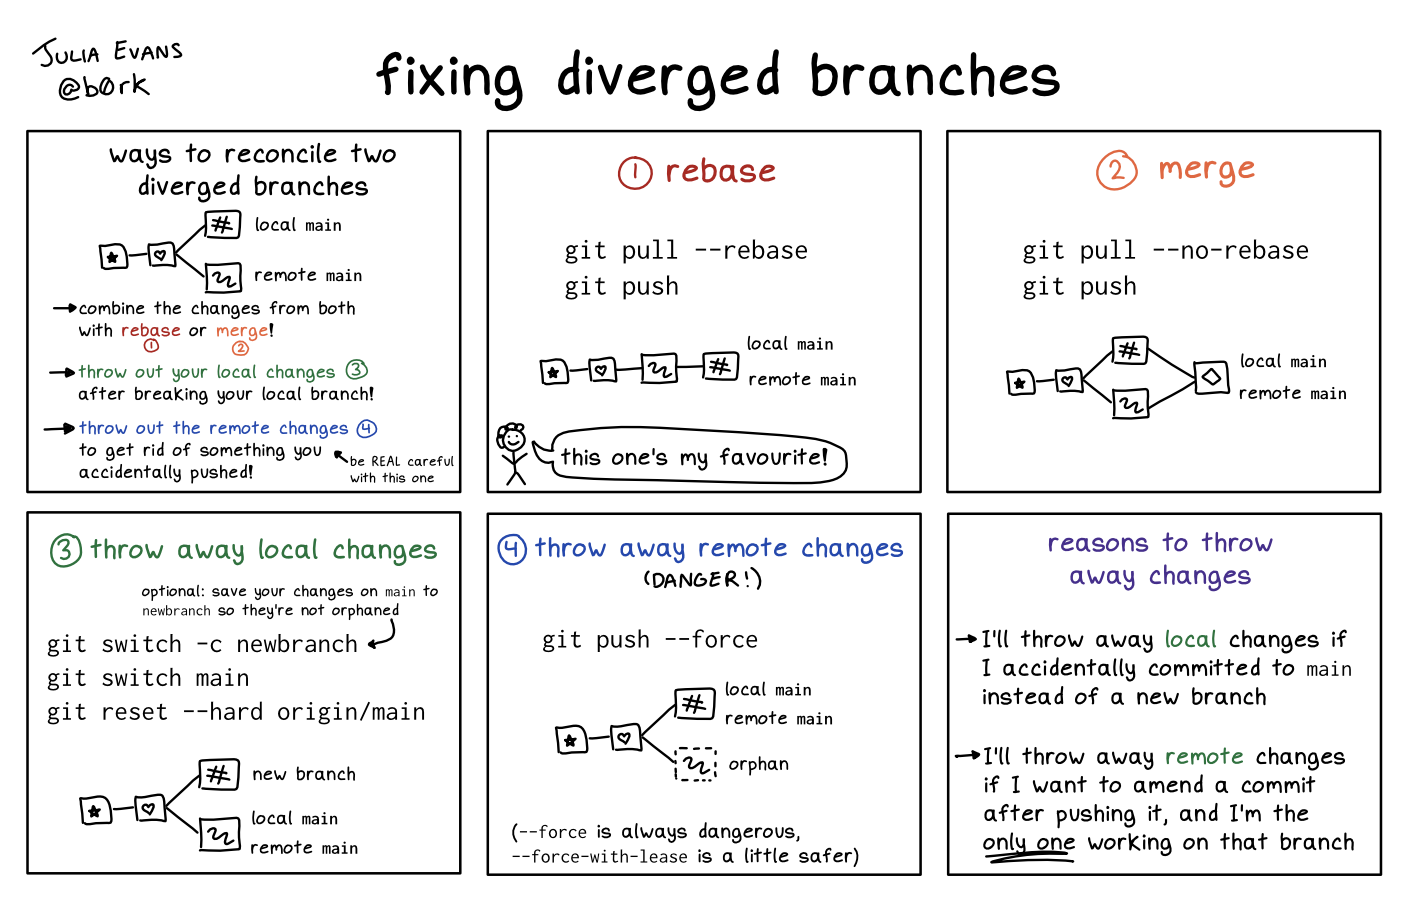 JULIA EVANS
@b0rk
fixing diverged branches
ways to reconcile two
diverged branches
#
local main
remote main
→combine the changes from both
with rebase or merge!
① ②
→throw out your local changes ③
after breaking your local branch!
→throw out the remote changes ④
to get rid of something you
accidentally pushed!
be REAL careful
with this one
① rebase
git pull --rebase
git push
#
local main
remote main
this one's my favourite!
② merge
git pull --no-rebase
git push
#
local main
remote main
③ throw away local changes
optional: save your changes on main to
newbranch so they're not orphaned
git switch -c newbranch
git switch main
git reset --hard origin/main
#
new branch
local main
remote main
④ throw away remote changes
(DANGER!)
git push --force
#
local main
remote main
orphan
(--force is always dangerous,
--force-with-lease is a little safer)
reasons to throw
away changes
→I'll throw away local changes if
I accidentally committed to main
instead of a new branch
→I'll throw away remote changes
if I want to amend a commit
after pushing it, and I'm the
only one working on that branch